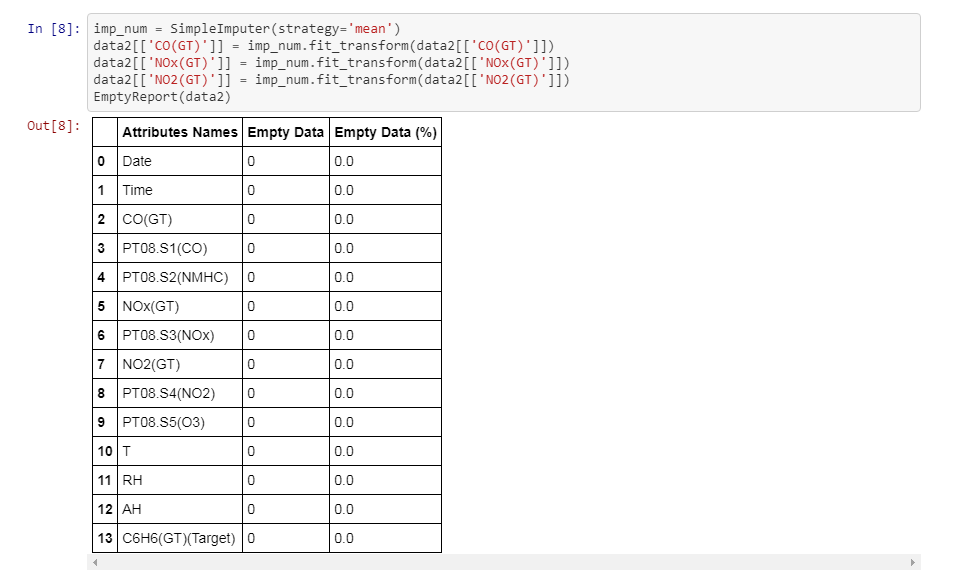 In [8]: imp_num = SimpleImputer(strategy='mean')
data2[['CO(GT)']] = imp_num.fit_transform(data2[['CO(GT)']])
data2[['NOx(GT)']] = imp_num.fit_transform(data2[['NOx(GT)']])
data2[['NO2(GT)']] = imp_num.fit_transform(data2[['NO2(GT)']])
EmptyReport(data2)
Out[8]:
Attributes Names Empty Data Empty Data (%)
0 Date 0 0.0
1 Time 0 0.0
2 CO(GT) 0 0.0
3 PT08.S1(CO) 0 0.0
4 PT08.S2(NMHC) 0 0.0
5 NOx(GT) 0 0.0
6 PT08.S3(NOx) 0 0.0
7 NO2(GT) 0 0.0
8 PT08.S4(NO2) 0 0.0
9 PT08.S5(O3) 0 0.0
10 T 0 0.0
11 RH 0 0.0
12 AH 0 0.0
13 C6H6(GT)(Target) 0 0.0